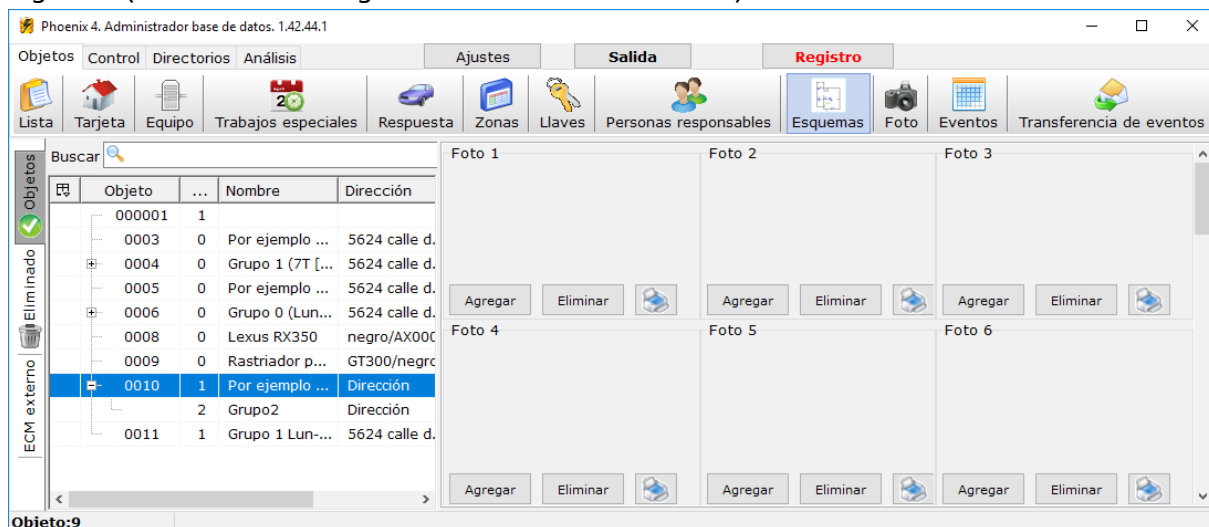 Phoenix 4. Administrador base de datos. 1.42.44.1
Objetos Control Directorios Análisis Ajustes Salida Registro
Lista Tarjeta Equipo Trabajos especiales Respuesta Zonas Llaves Personas responsables Esquemas Foto Eventos Transferencia de eventos
Objetos
Eliminado
ECM externo
Buscar
Objeto ... Nombre Dirección
000001 1
0003 0 Por ejemplo ... 5624 calle d.
0004 0 Grupo 1 (7T [... 5624 calle d.
0005 0 Por ejemplo ... 5624 calle d.
0006 0 Grupo 0 (Lun... 5624 calle d.
0008 0 Lexus RX350 negro/AX000
0009 0 Rastriador p... GT300/negro
0010 1 Por ejemplo ... Dirección
2 Grupo2 Dirección
0011 1 Grupo 1 Lun-... 5624 calle d.
Foto 1 Foto 2 Foto 3
Agregar Eliminar Agregar Eliminar Agregar Eliminar
Foto 4 Foto 5 Foto 6
Agregar Eliminar Agregar Eliminar Agregar Eliminar
Objeto:9